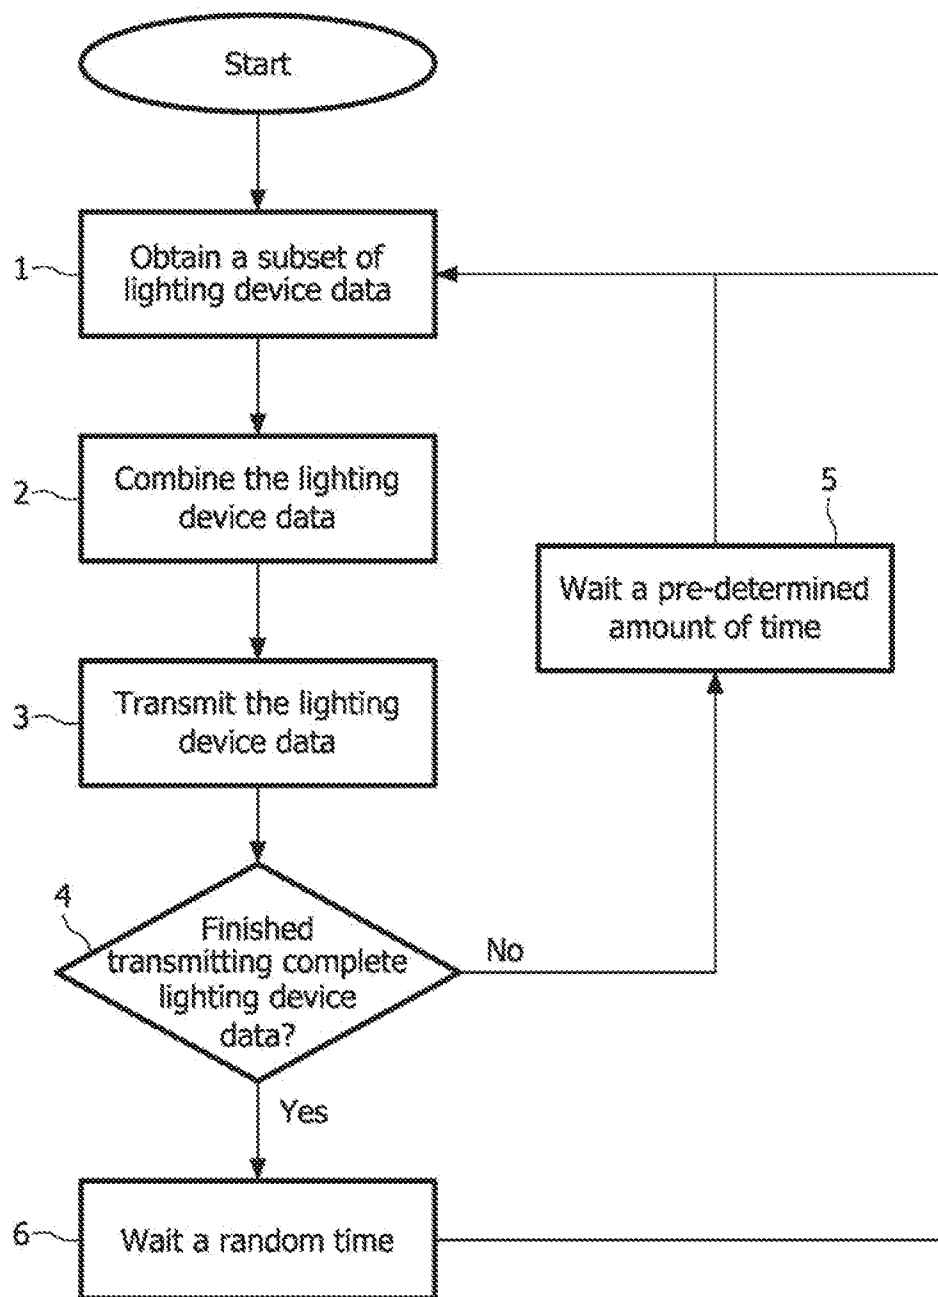 Start
1
Obtain a subset of
lighting device data
2
Combine the lighting
device data
5
Wait a pre-determined
amount of time
3
Transmit the lighting
device data
4
Finished
transmitting complete
lighting device
data?
No
Yes
6
Wait a random time